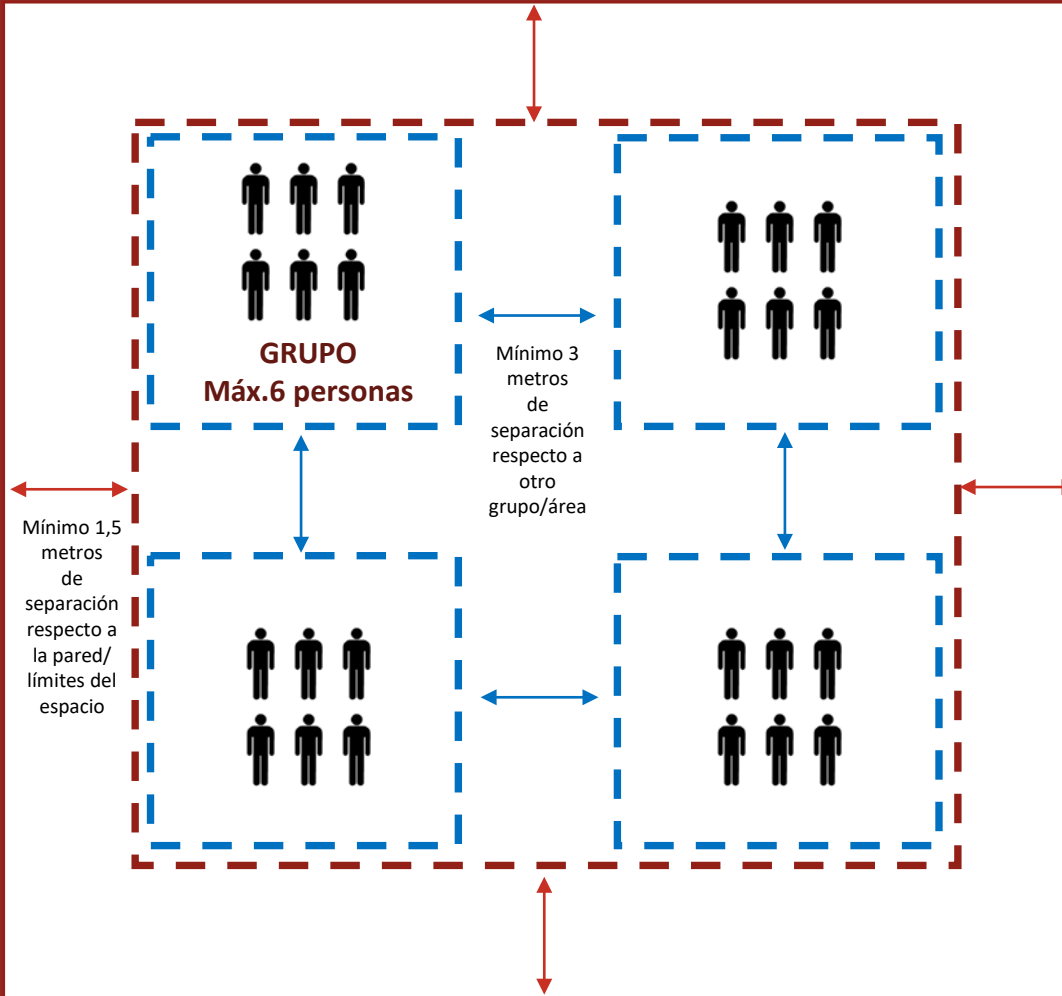 GRUPO
Máx.6 personas
Mínimo 3
metros
de
separación
respecto a
otro
grupo/área
Mínimo 1,5
metros
de
separación
respecto a
la pared/
límites del
espacio